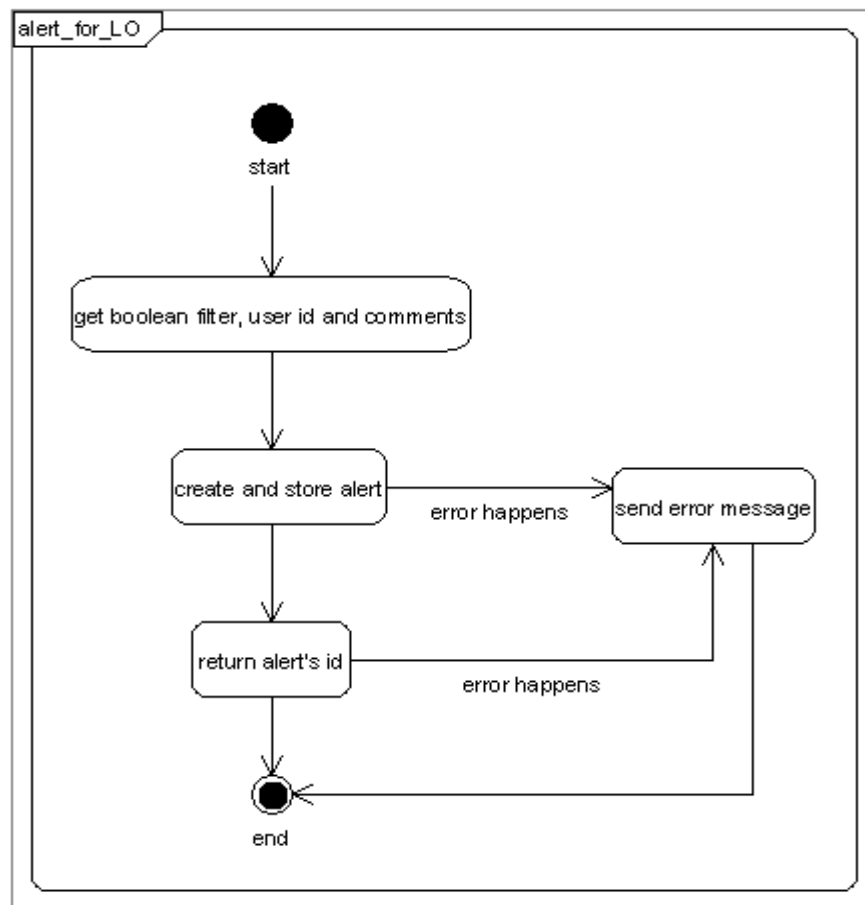 alert_for_LO
start
get boolean filter, user id and comments
create and store alert
error happens
send error message
return alert's id
error happens
end